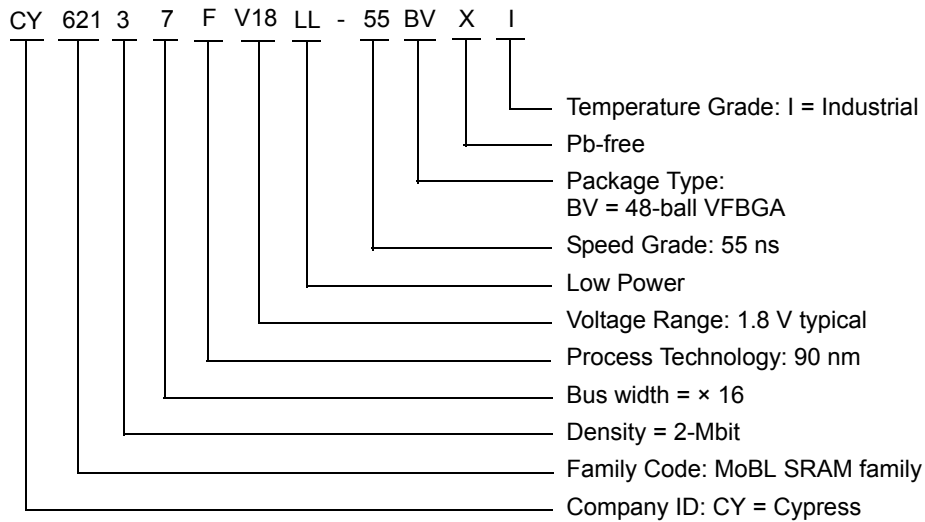 CY 621 3 7 F V18 LL - 55 BV X I
Temperature Grade: I = Industrial
Pb-free
Package Type:
BV = 48-ball VFBGA
Speed Grade: 55 ns
Low Power
Voltage Range: 1.8 V typical
Process Technology: 90 nm
Bus width = × 16
Density = 2-Mbit
Family Code: MoBL SRAM family
Company ID: CY = Cypress